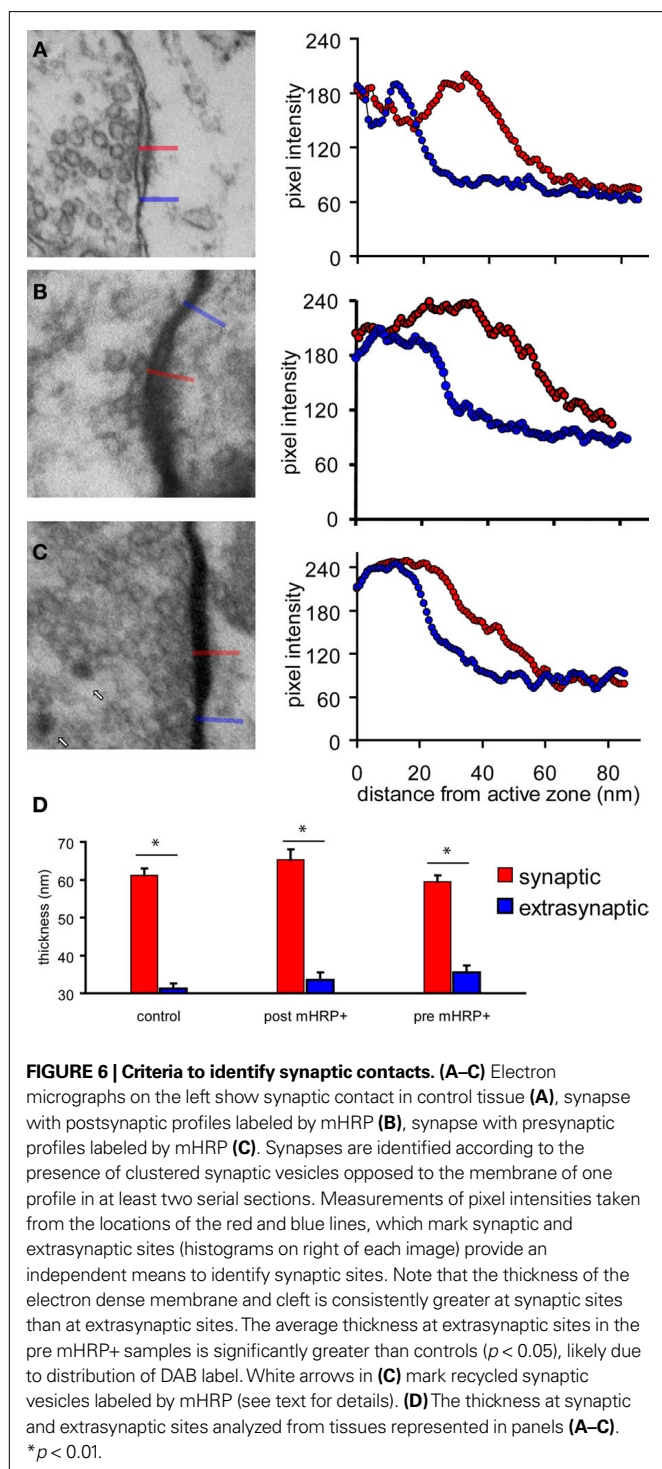 A
240
180
120
60
0
pixel intensity
B
240
180
120
60
0
pixel intensity
C
240
180
120
60
0
pixel intensity
0 20 40 60 80
distance from active zone (nm)
D
70
60
50
40
30
thickness (nm)
* * *
control post mHRP+ pre mHRP+
synaptic
extrasynaptic
FIGURE 6 | Criteria to identify synaptic contacts. (A–C) Electron
micrographs on the left show synaptic contact in control tissue (A), synapse
with postsynaptic profiles labeled by mHRP (B), synapse with presynaptic
profiles labeled by mHRP (C). Synapses are identified according to the
presence of clustered synaptic vesicles opposed to the membrane of one
profile in at least two serial sections. Measurements of pixel intensities taken
from the locations of the red and blue lines, which mark synaptic and
extrasynaptic sites (histograms on right of each image) provide an
independent means to identify synaptic sites. Note that the thickness of the
electron dense membrane and cleft is consistently greater at synaptic sites
than at extrasynaptic sites. The average thickness at extrasynaptic sites in the
pre mHRP+ samples is significantly greater than controls (p < 0.05), likely
due to distribution of DAB label. White arrows in (C) mark recycled synaptic
vesicles labeled by mHRP (see text for details). (D) The thickness at synaptic
and extrasynaptic sites analyzed from tissues represented in panels (A–C).
*p < 0.01.